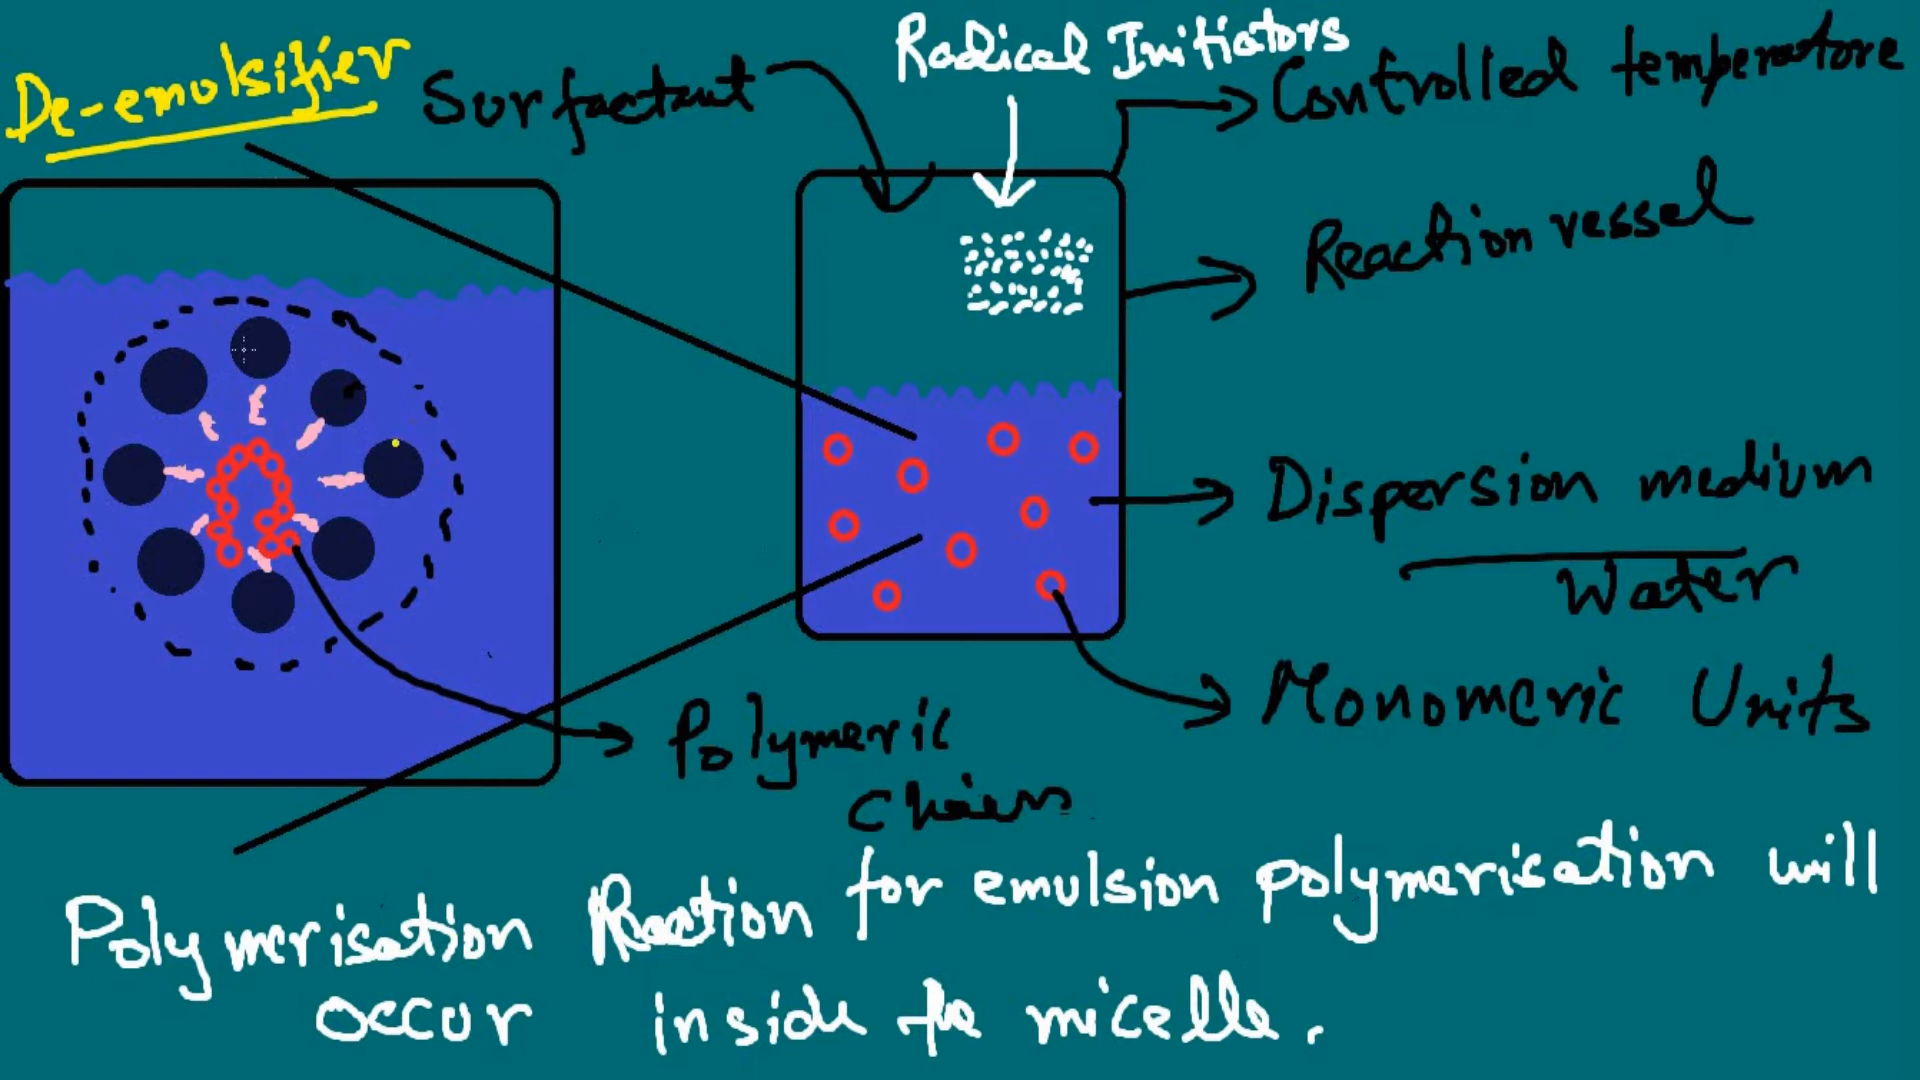 De-emulsifier
Surfactant
Radical Initiators
Controlled temperature
Reaction vessel
Dispersion medium
Water
Monomeric Units
Polymeric
Chains
Polymerisation Reaction for emulsion polymerisation will
occur inside the micelle.